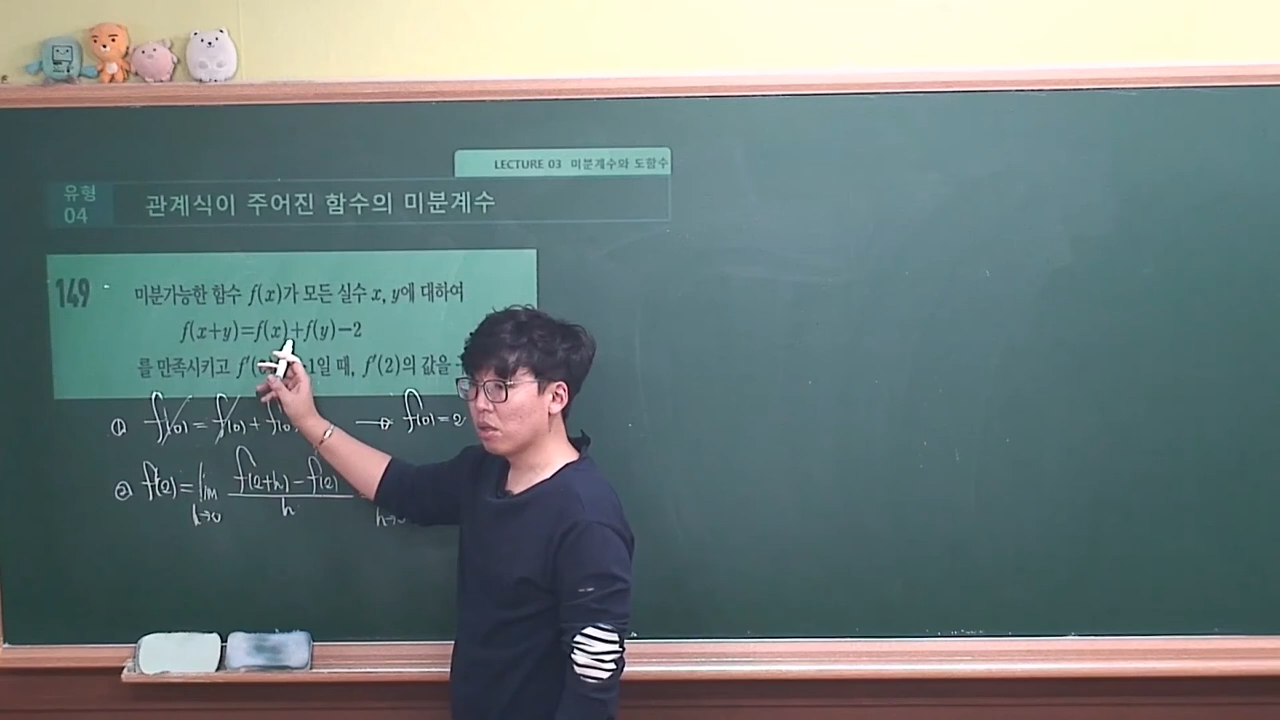 LECTURE 03 미분계수와 도함수
유형 04
관계식이 주어진 함수의 미분계수
149
미분가능한 함수 f(x)가 모든 실수 x, y에 대하여
f(x+y)=f(x)+f(y)-2
를 만족시키고 f′( 1일 때, f′(2)의 값을
① f(0) = f(0) + f(0 → f(0)=2
② f′(2) = lim h→0 f(2+h)-f(2) / h h→0